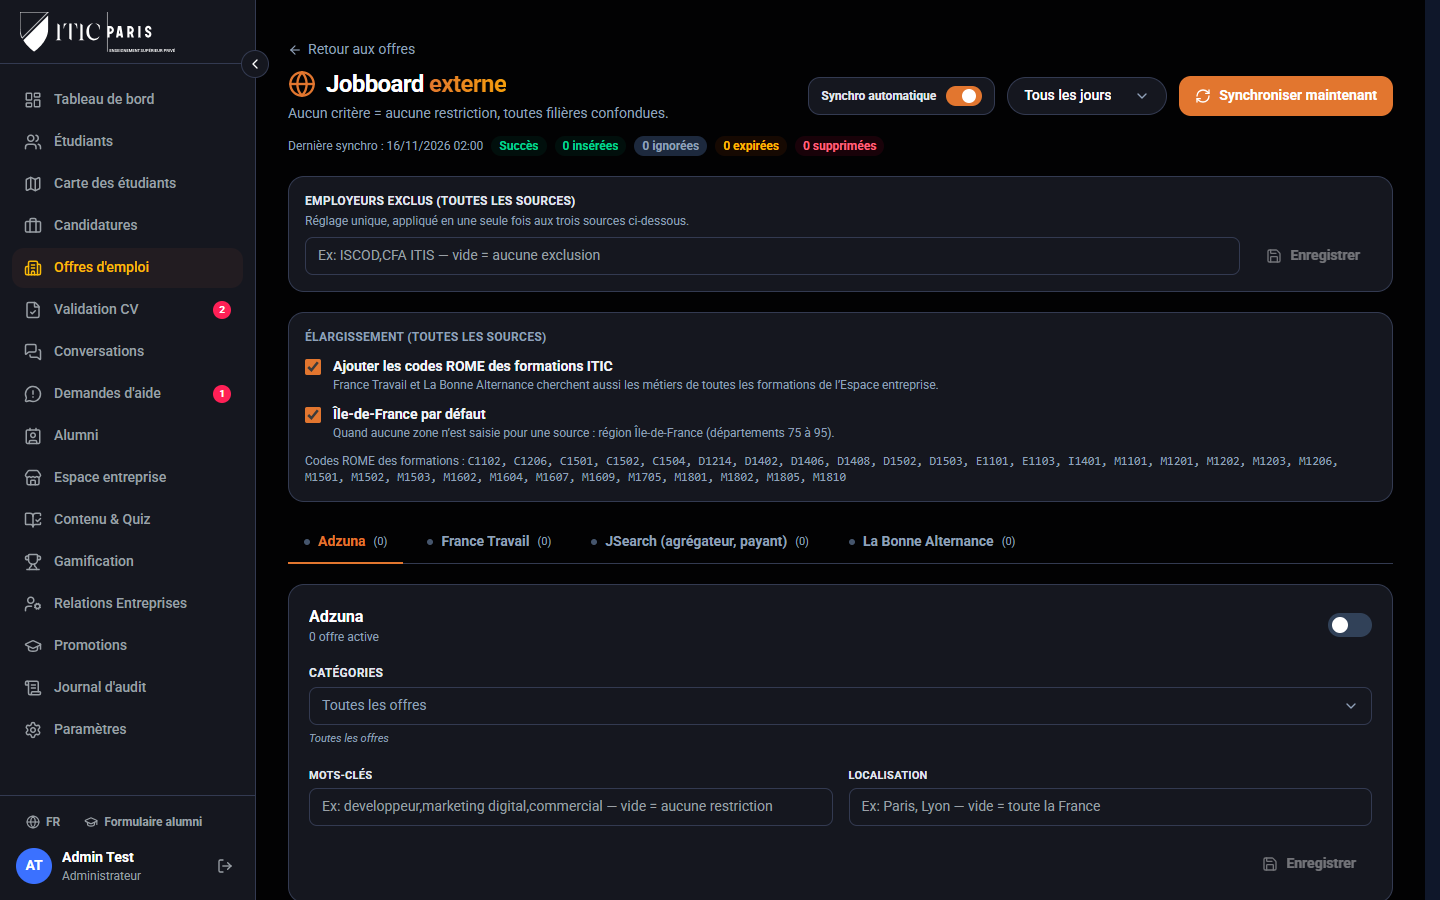 ITIC PARIS
ENSEIGNEMENT SUPÉRIEUR PRIVÉ
Tableau de bord
Étudiants
Carte des étudiants
Candidatures
Offres d'emploi
Validation CV 2
Conversations
Demandes d'aide 1
Alumni
Espace entreprise
Contenu & Quiz
Gamification
Relations Entreprises
Promotions
Journal d'audit
Paramètres
FR Formulaire alumni
AT Admin Test
Administrateur
← Retour aux offres
Jobboard externe
Aucun critère = aucune restriction, toutes filières confondues.
Synchro automatique
Tous les jours
Synchroniser maintenant
Dernière synchro : 16/11/2026 02:00 Succès 0 insérées 0 ignorées 0 expirées 0 supprimées
EMPLOYEURS EXCLUS (TOUTES LES SOURCES)
Réglage unique, appliqué en une seule fois aux trois sources ci-dessous.
Ex: ISCOD,CFA ITIS — vide = aucune exclusion
Enregistrer
ÉLARGISSEMENT (TOUTES LES SOURCES)
Ajouter les codes ROME des formations ITIC
France Travail et La Bonne Alternance cherchent aussi les métiers de toutes les formations de l'Espace entreprise.
Île-de-France par défaut
Quand aucune zone n'est saisie pour une source : région Île-de-France (départements 75 à 95).
Codes ROME des formations : C1102, C1206, C1501, C1502, C1504, D1214, D1402, D1406, D1408, D1502, D1503, E1101, E1103, I1401, M1101, M1201, M1202, M1203, M1206,
M1501, M1502, M1503, M1602, M1604, M1607, M1609, M1705, M1801, M1802, M1805, M1810
Adzuna (0) France Travail (0) JSearch (agrégateur, payant) (0) La Bonne Alternance (0)
Adzuna
0 offre active
CATÉGORIES
Toutes les offres
Toutes les offres
MOTS-CLÉS
Ex: developpeur,marketing digital,commercial — vide = aucune restriction
LOCALISATION
Ex: Paris, Lyon — vide = toute la France
Enregistrer